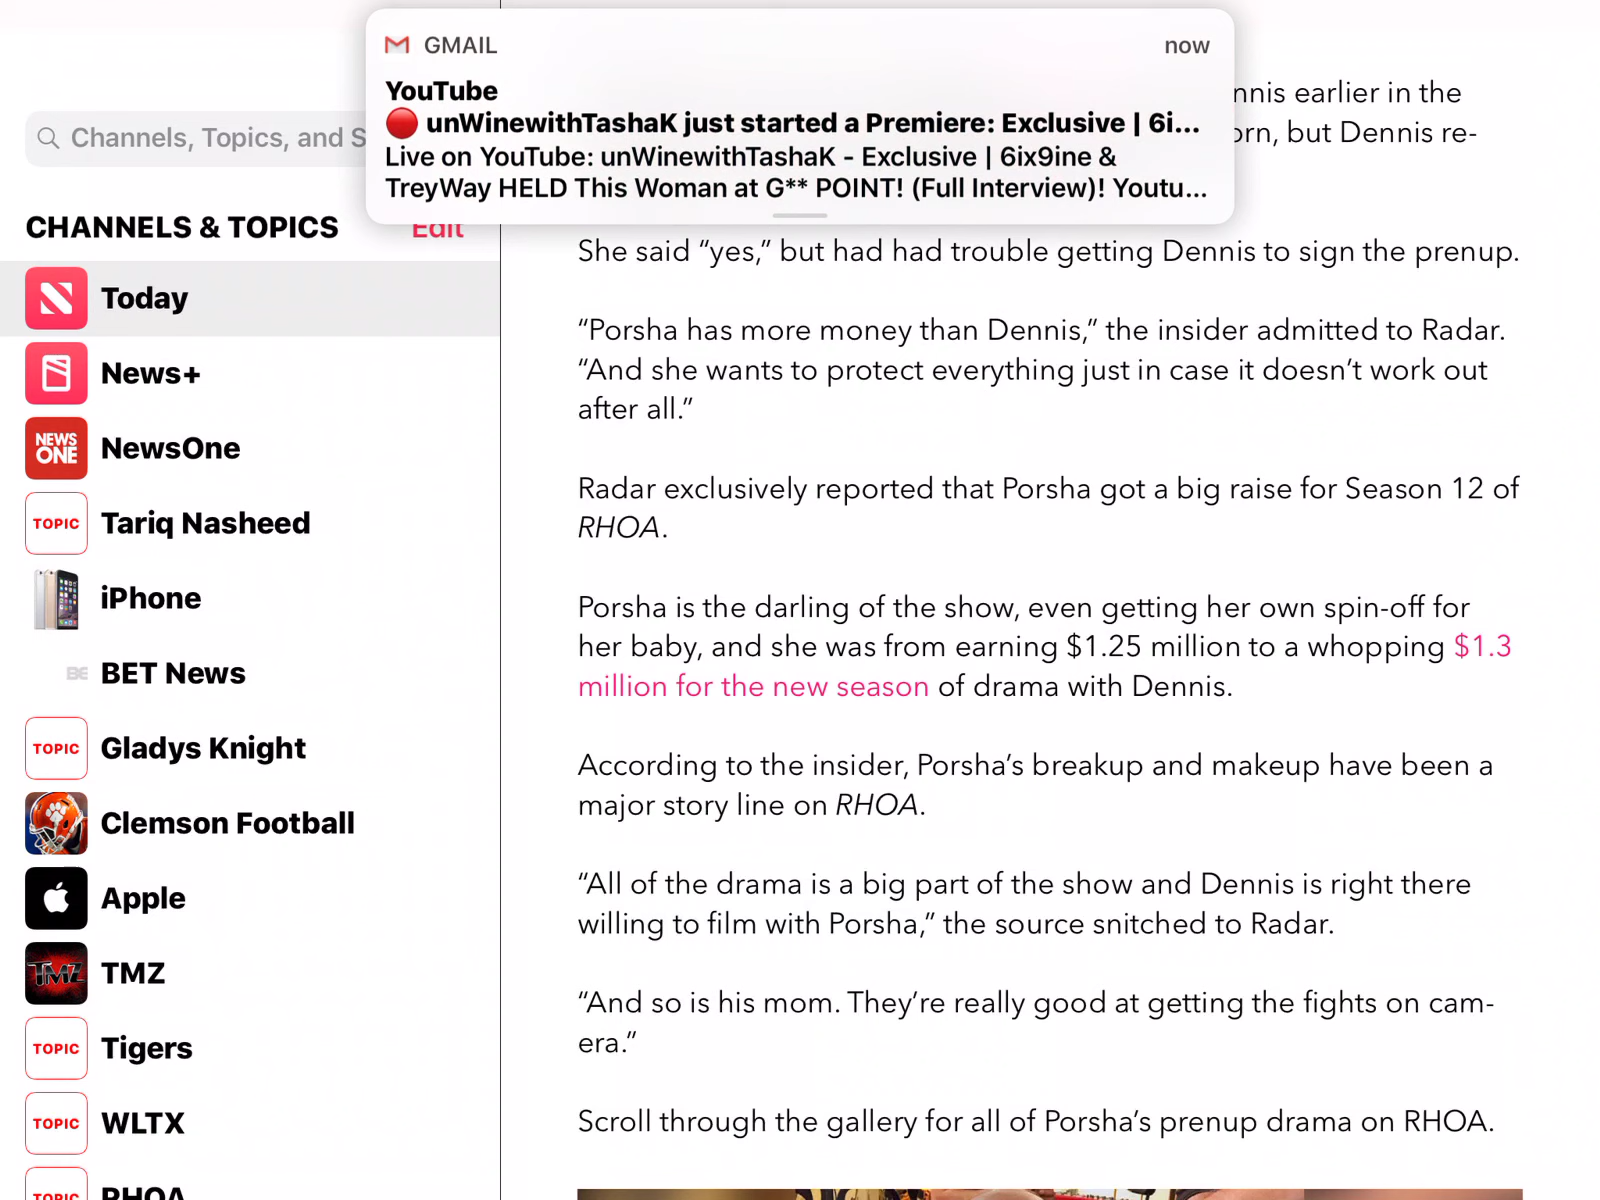 GMAIL
now
YouTube
🔴 unWinewithTashaK just started a Premiere: Exclusive | 6i...
Live on YouTube: unWinewithTashaK - Exclusive | 6ix9ine &
TreyWay HELD This Woman at G** POINT! (Full Interview)! Youtu...
Channels, Topics, and S
CHANNELS & TOPICS
Edit
Today
News+
NEWS
ONE
NewsOne
TOPIC
Tariq Nasheed
iPhone
BE
BET News
TOPIC
Gladys Knight
Clemson Football
Apple
TMZ
TMZ
TOPIC
Tigers
TOPIC
WLTX
TOPIC
RHOA
nnis earlier in the
orn, but Dennis re-
She said “yes,” but had had trouble getting Dennis to sign the prenup.
“Porsha has more money than Dennis,” the insider admitted to Radar.
“And she wants to protect everything just in case it doesn’t work out
after all.”
Radar exclusively reported that Porsha got a big raise for Season 12 of
RHOA.
Porsha is the darling of the show, even getting her own spin-off for
her baby, and she was from earning $1.25 million to a whopping $1.3
million for the new season of drama with Dennis.
According to the insider, Porsha’s breakup and makeup have been a
major story line on RHOA.
“All of the drama is a big part of the show and Dennis is right there
willing to film with Porsha,” the source snitched to Radar.
“And so is his mom. They’re really good at getting the fights on cam-
era.”
Scroll through the gallery for all of Porsha’s prenup drama on RHOA.